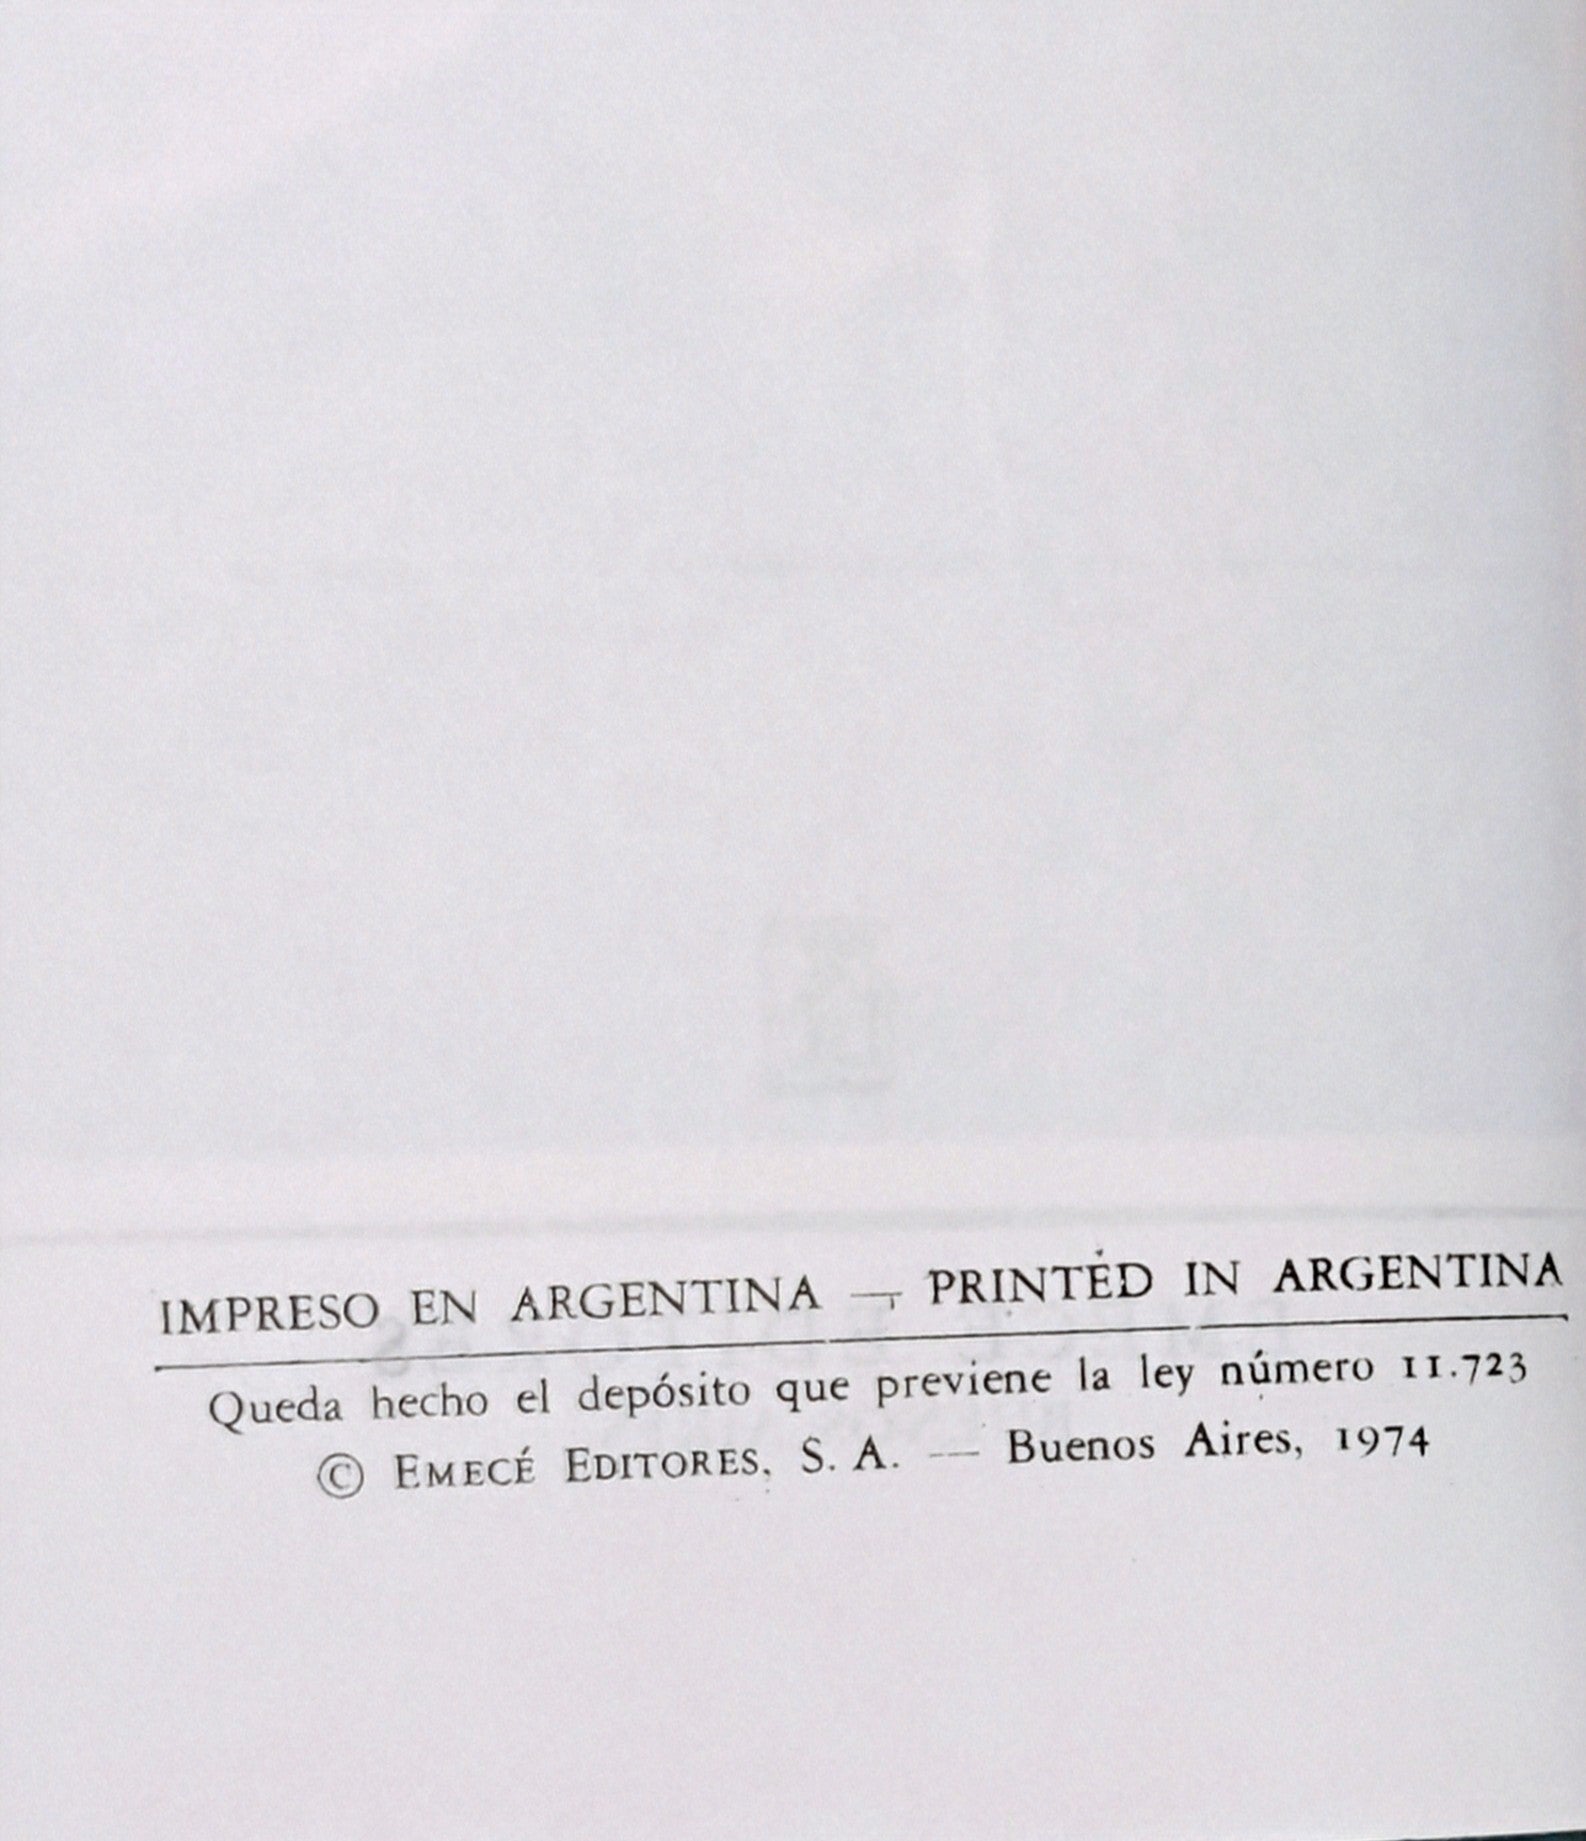 IMPRESO EN ARGENTINA — PRINTED IN ARGENTINA
Queda hecho el depósito que previene la ley número 11.723
© EMECÉ EDITORES, S. A. — Buenos Aires, 1974